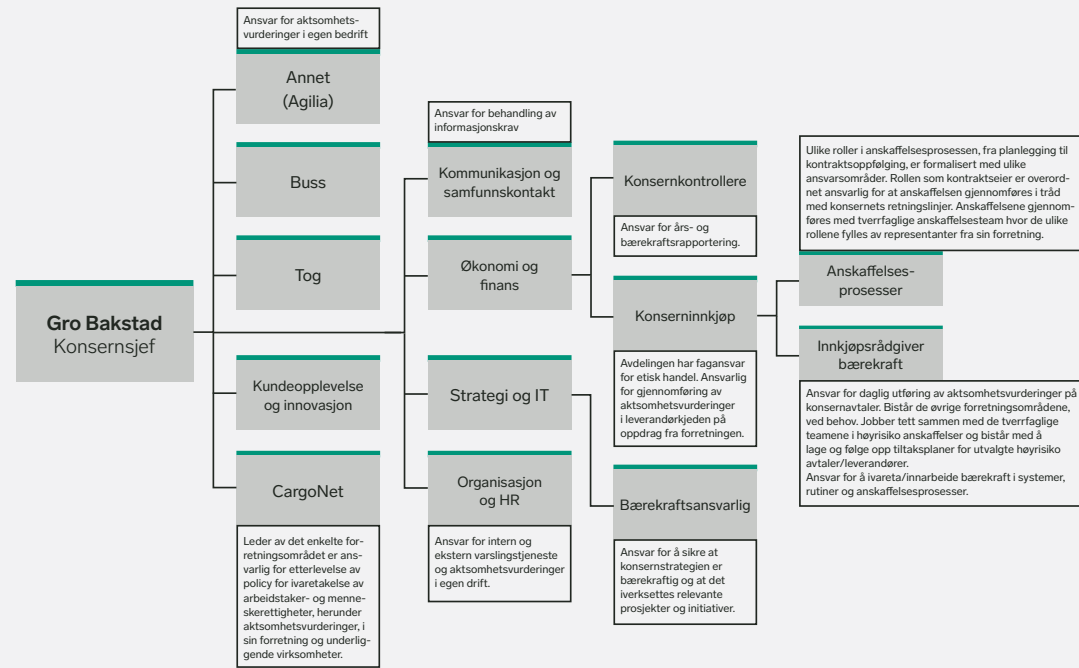 Ansvar for aktsomhets-
vurderinger i egen bedrift
Annet
(Agilia)
Buss
Tog
Gro Bakstad
Konsernsjef
Kundeopplevelse
og innovasjon
CargoNet
Leder av det enkelte for-
retningsområdet er ans-
varlig for etterlevelse av
policy for ivaretakelse av
arbeidstaker- og menne-
skerettigheter, herunder
aktsomhetsvurderinger, i
sin forretning og underlig-
gende virksomheter.
Ansvar for behandling av
informasjonskrav
Kommunikasjon og
samfunnskontakt
Økonomi og
finans
Strategi og IT
Organisasjon
og HR
Ansvar for intern og
ekstern varslingstjeneste
og aktsomhetsvurderinger
i egen drift.
Konsernkontrollere
Ansvar for års- og
bærekraftsrapportering.
Konserninnkjøp
Avdelingen har fagansvar
for etisk handel. Ansvarlig
for gjennomføring av
aktsomhetsvurderinger
i leverandørkjeden på
oppdrag fra forretningen.
Bærekraftsansvarlig
Ansvar for å sikre at
konsernstrategien er
bærekraftig og at det
iverksettes relevante
prosjekter og initiativer.
Ulike roller i anskaffelsesprosessen, fra planlegging til
kontraktsoppfølging, er formalisert med ulike
ansvarsområder. Rollen som kontraktseier er overord-
net ansvarlig for at anskaffelsen gjennomføres i tråd
med konsernets retningslinjer. Anskaffelsene gjennom-
føres med tverrfaglige anskaffelsesteam hvor de ulike
rollene fylles av representanter fra sin forretning.
Anskaffelses-
prosesser
Innkjøpsrådgiver
bærekraft
Ansvar for daglig utføring av aktsomhetsvurderinger på
konsernavtaler. Bistår de øvrige forretningsområdene,
ved behov. Jobber tett sammen med de tverrfaglige
teamene i høyrisiko anskaffelser og bistår med å
lage og følge opp tiltaksplaner for utvalgte høyrisiko
avtaler/leverandører.
Ansvar for å ivareta/innarbeide bærekraft i systemer,
rutiner og anskaffelsesprosesser.